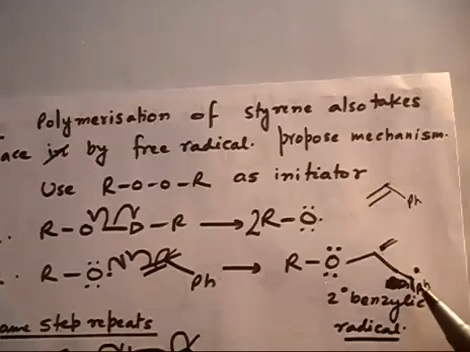 Polymerisation of styrene also takes
ace by free radical. propose mechanism.
Use R-O-O-R as initiator
Ph
R-O O-R → 2R-Ö·
R-Ö· Ph → R-Ö Ph
2° benzylic
radical.
ame step repeats